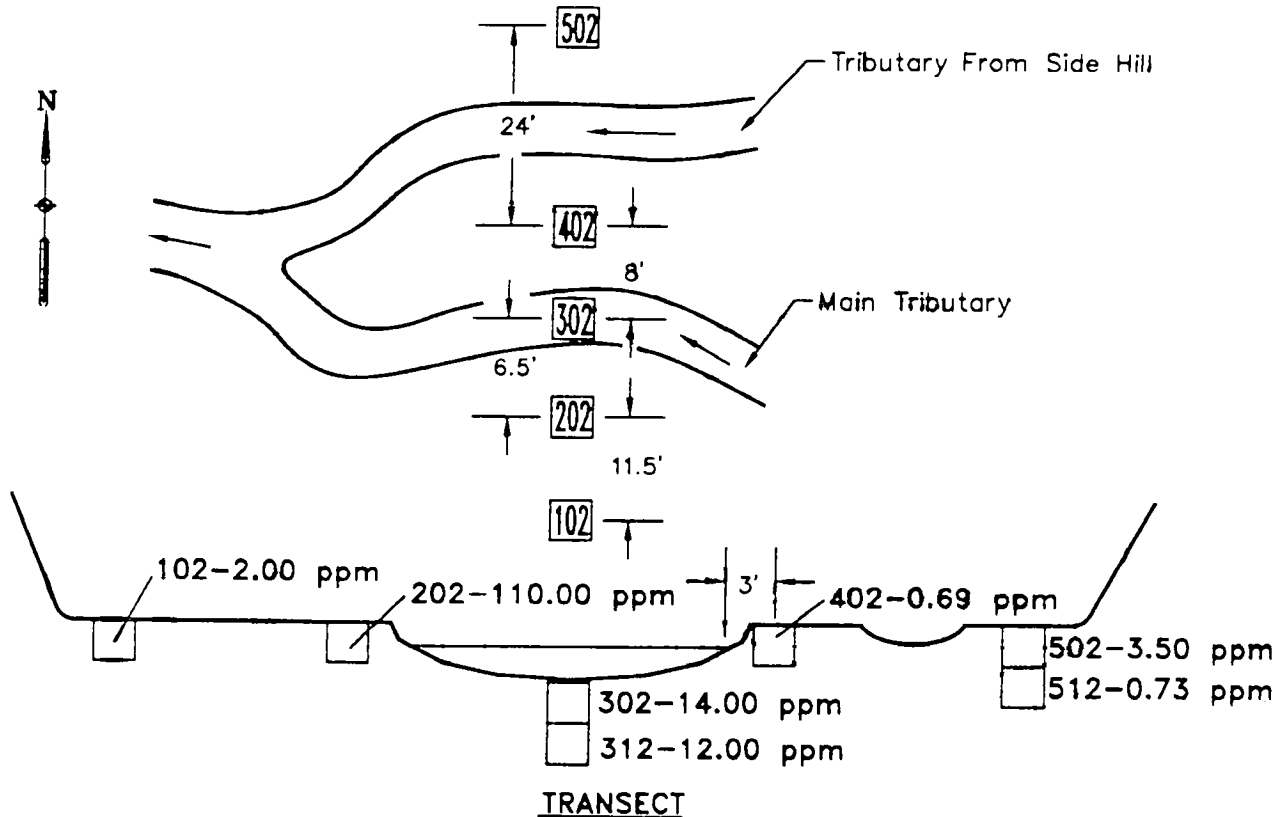 502
Tributary From Side Hill
N
24'
402
8'
Main Tributary
302
6.5'
202
11.5'
102
3'
102-2.00 ppm
202-110.00 ppm
402-0.69 ppm
502-3.50 ppm
512-0.73 ppm
302-14.00 ppm
312-12.00 ppm
TRANSECT